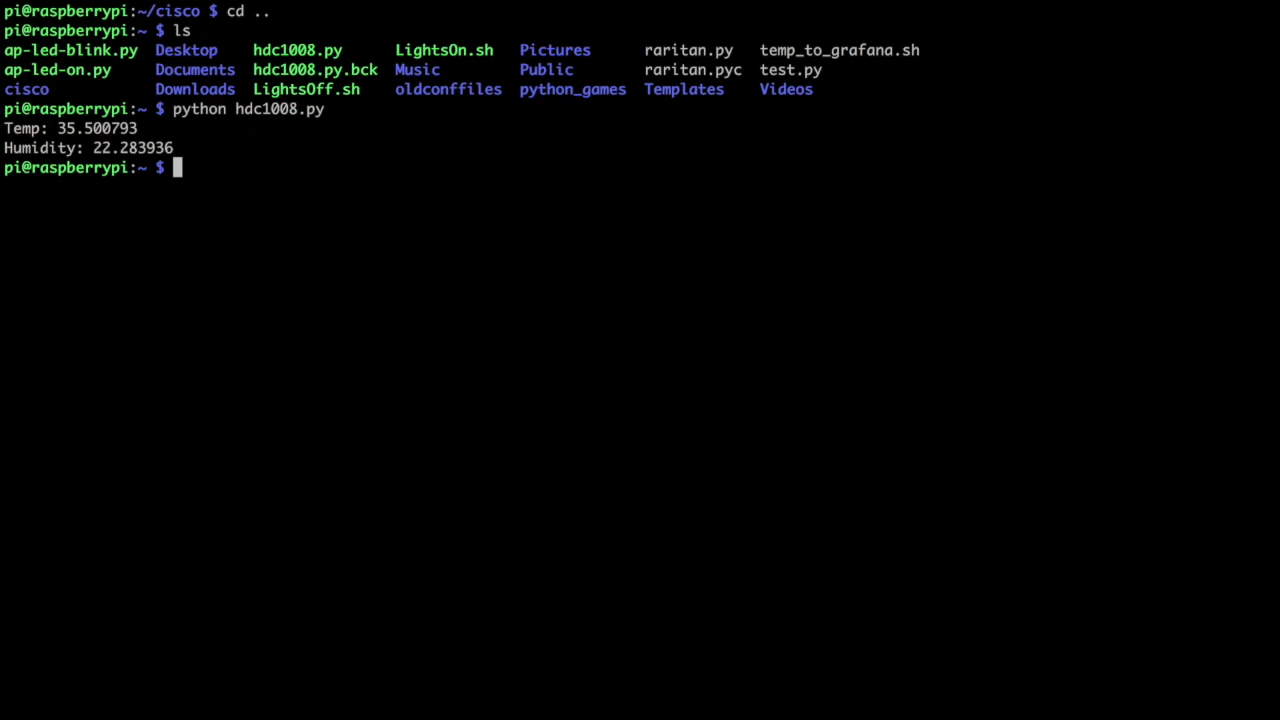 pi@raspberrypi:~/cisco $ cd ..
pi@raspberrypi:~ $ ls
ap-led-blink.py  Desktop    hdc1008.py      LightsOn.sh   Pictures      raritan.py   temp_to_grafana.sh
ap-led-on.py     Documents  hdc1008.py.bck  Music         Public        raritan.pyc  test.py
cisco            Downloads  LightsOff.sh    oldconffiles  python_games  Templates    Videos
pi@raspberrypi:~ $ python hdc1008.py
Temp: 35.500793
Humidity: 22.283936
pi@raspberrypi:~ $